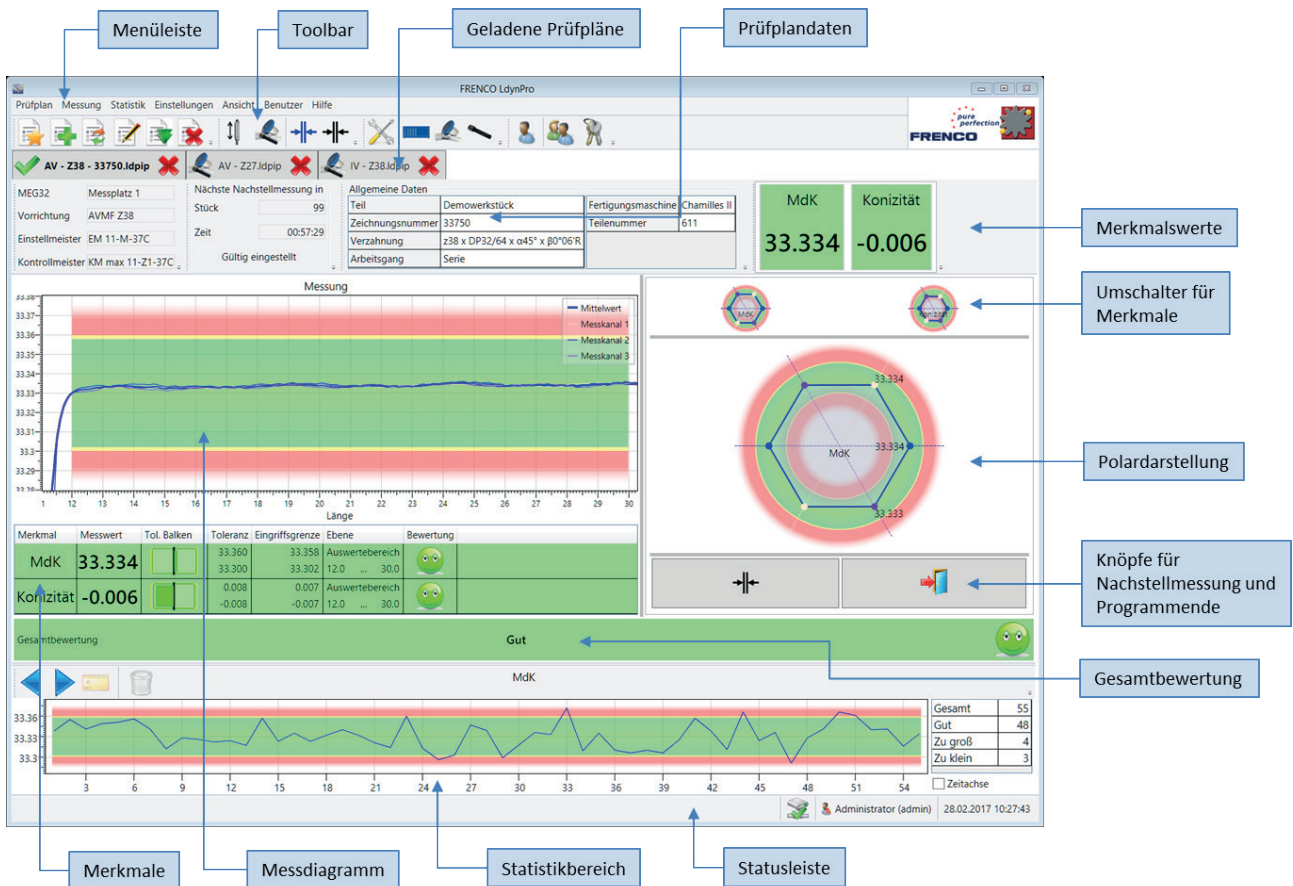 Menüleiste
Toolbar
Geladene Prüfpläne
Prüfplandaten
FRENCO LdynPro
Prüfplan Messung Statistik Einstellungen Ansicht Benutzer Hilfe
pure perfection
FRENCO
AV - Z38 - 33750.ldpip
AV - Z27.ldpip
IV - Z38.ldpip
MEG32 Messplatz 1
Vorrichtung AVMF Z38
Einstellmeister EM 11-M-37C
Kontrollmeister KM max 11-Z1-37C
Nächste Nachstellmessung in
Stück 99
Zeit 00:57:29
Gültig eingestellt
Allgemeine Daten
Teil Demowerkstück Fertigungsmaschine Chamilles II
Zeichnungsnummer 33750 Teilenummer 611
Verzahnung z38 x DP32/64 x α45° x β0°06'R
Arbeitsgang Serie
MdK Konizität
33.334 -0.006
Merkmalswerte
Umschalter für
Merkmale
Messung
33.38
33.37
33.36
33.35
33.34
33.33
33.32
33.31
33.3
33.29
33.28
Mittelwert
Messkanal 1
Messkanal 2
Messkanal 3
1 12 13 14 15 16 17 18 19 20 21 22 23 24 25 26 27 28 29 30
Länge
MdK
Konizität
33.334
33.334
MdK
33.333
Polardarstellung
Merkmal Messwert Tol. Balken Toleranz Eingriffsgrenze Ebene Bewertung
MdK 33.334 33.360 33.358 Auswertebereich
33.300 33.302 12.0 ... 30.0
Konizität -0.006 0.008 0.007 Auswertebereich
-0.008 -0.007 12.0 ... 30.0
Knöpfe für
Nachstellmessung und
Programmende
Gesamtbewertung Gut
Gesamtbewertung
MdK
33.36
33.33
33.3
3 6 9 12 15 18 21 24 27 30 33 36 39 42 45 48 51 54
Gesamt 55
Gut 48
Zu groß 4
Zu klein 3
Zeitachse
Administrator (admin) 28.02.2017 10:27:43
Merkmale
Messdiagramm
Statistikbereich
Statusleiste